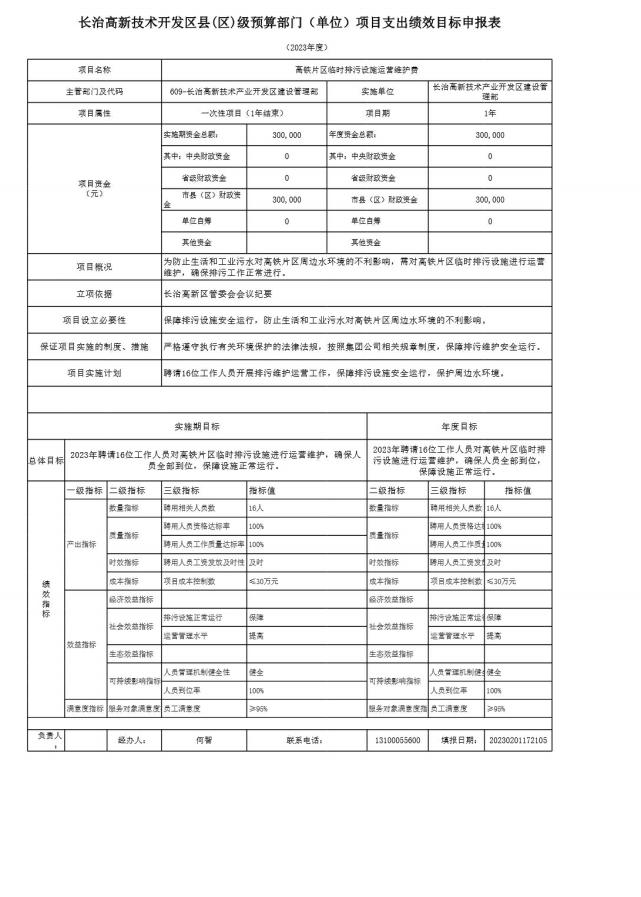 长治高新技术开发区县(区)级预算部门（单位）项目支出绩效目标申报表
（2023年度）
项目名称 高铁片区临时排污设施运营维护费
主管部门及代码 609-长治高新技术产业开发区建设管理部 实施单位 长治高新技术产业开发区建设管
理部
项目属性 一次性项目（1年结束） 项目期 1年
项目资金
（元）
实施期资金总额： 300,000 年度资金总额： 300,000
其中：中央财政资金 0 其中：中央财政资金 0
省级财政资金 0 省级财政资金 0
市县（区）财政资
金 300,000 市县（区）财政资金 300,000
单位自筹 0 单位自筹 0
其他资金 其他资金
项目概况 为防止生活和工业污水对高铁片区周边水环境的不利影响，需对高铁片区临时排污设施进行运营
维护，确保排污工作正常进行。
立项依据 长治高新区管委会会议纪要
项目设立必要性 保障排污设施安全运行，防止生活和工业污水对高铁片区周边水环境的不利影响。
保证项目实施的制度、措施 严格遵守执行有关环境保护的法律法规，按照集团公司相关规章制度，保障排污维护安全运行。
项目实施计划 聘请16位工作人员开展排污维护运营工作，保障排污设施安全运行，保护周边水环境。
实施期目标 年度目标
总体目标
2023年聘请16位工作人员对高铁片区临时排污设施进行运营维护，确保人
员全部到位，保障设施正常运行。
2023年聘请16位工作人员对高铁片区临时排
污设施进行运营维护，确保人员全部到位，
保障设施正常运行。
绩效指标
一级指标 二级指标 三级指标 指标值 二级指标 三级指标 指标值
产出指标
数量指标 聘用相关人员数 16人 数量指标 聘用相关人员数 16人
质量指标 聘用人员资格达标率 100% 质量指标 聘用人员资格达 100%
聘用人员工作质量达标率 100% 聘用人员工作质量 100%
时效指标 聘用人员工资发放及时性 及时 时效指标 聘用人员工资发 及时
成本指标 项目成本控制数 ≤30万元 成本指标 项目成本控制数 ≤30万元
效益指标
经济效益指标 经济效益指标
社会效益指标 排污设施正常运行 保障 社会效益指标 排污设施正常运 保障
运营管理水平 提高 运营管理水平 提高
生态效益指标 生态效益指标
可持续影响指标 人员管理机制健全性 健全 可持续影响指标 人员管理机制健 健全
人员到位率 100% 人员到位率 100%
满意度指标 服务对象满意度 员工满意度 ≥95% 服务对象满意度指 员工满意度 ≥95%
负责人
： 经办人： 何智 联系电话： 13100055600 填报日期： 20230201172105